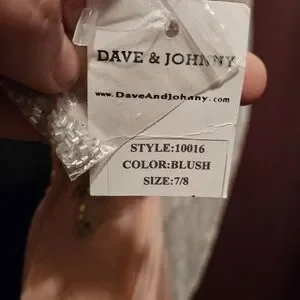 DAVE & JOHNNY
www.DaveAndJohnny.com
STYLE:10016
COLOR:BLUSH
SIZE:7/8